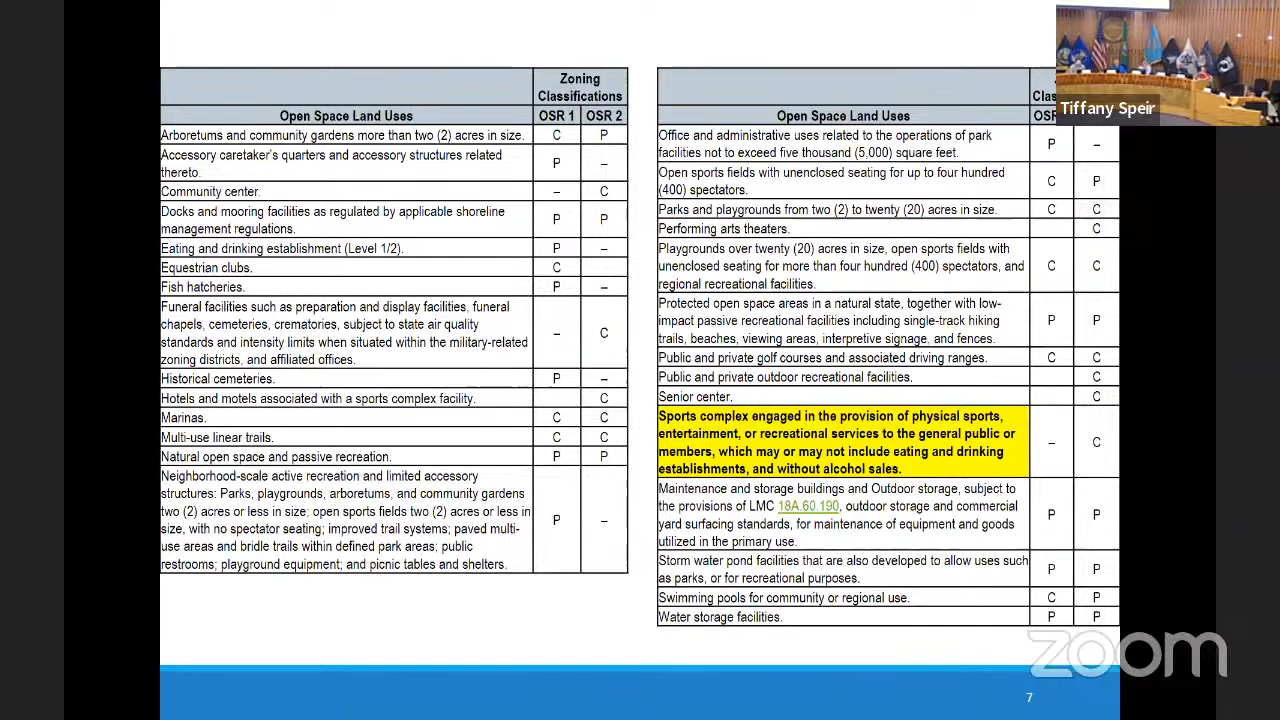 Zoning
Classifications
Open Space Land Uses OSR 1 OSR 2
Arboretums and community gardens more than two (2) acres in size. C P
Accessory caretaker's quarters and accessory structures related
thereto. P –
Community center. – C
Docks and mooring facilities as regulated by applicable shoreline
management regulations. P P
Eating and drinking establishment (Level 1/2). P –
Equestrian clubs. C
Fish hatcheries. P –
Funeral facilities such as preparation and display facilities, funeral
chapels, cemeteries, crematories, subject to state air quality
standards and intensity limits when situated within the military-related
zoning districts, and affiliated offices. – C
Historical cemeteries. P –
Hotels and motels associated with a sports complex facility. C
Marinas. C C
Multi-use linear trails. C C
Natural open space and passive recreation. P P
Neighborhood-scale active recreation and limited accessory
structures: Parks, playgrounds, arboretums, and community gardens
two (2) acres or less in size; open sports fields two (2) acres or less in
size, with no spectator seating; improved trail systems; paved multi-
use areas and bridle trails within defined park areas; public
restrooms; playground equipment; and picnic tables and shelters. P –
Clas
Open Space Land Uses OSR
Office and administrative uses related to the operations of park
facilities not to exceed five thousand (5,000) square feet. P –
Open sports fields with unenclosed seating for up to four hundred
(400) spectators. C P
Parks and playgrounds from two (2) to twenty (20) acres in size. C C
Performing arts theaters. C
Playgrounds over twenty (20) acres in size, open sports fields with
unenclosed seating for more than four hundred (400) spectators, and
regional recreational facilities. C C
Protected open space areas in a natural state, together with low-
impact passive recreational facilities including single-track hiking
trails, beaches, viewing areas, interpretive signage, and fences. P P
Public and private golf courses and associated driving ranges. C C
Public and private outdoor recreational facilities. C
Senior center. C
Sports complex engaged in the provision of physical sports,
entertainment, or recreational services to the general public or
members, which may or may not include eating and drinking
establishments, and without alcohol sales. – C
Maintenance and storage buildings and Outdoor storage, subject to
the provisions of LMC 18A.60.190, outdoor storage and commercial
yard surfacing standards, for maintenance of equipment and goods
utilized in the primary use. P P
Storm water pond facilities that are also developed to allow uses such
as parks, or for recreational purposes. P P
Swimming pools for community or regional use. C P
Water storage facilities. P P
Tiffany Speir
zoom
7